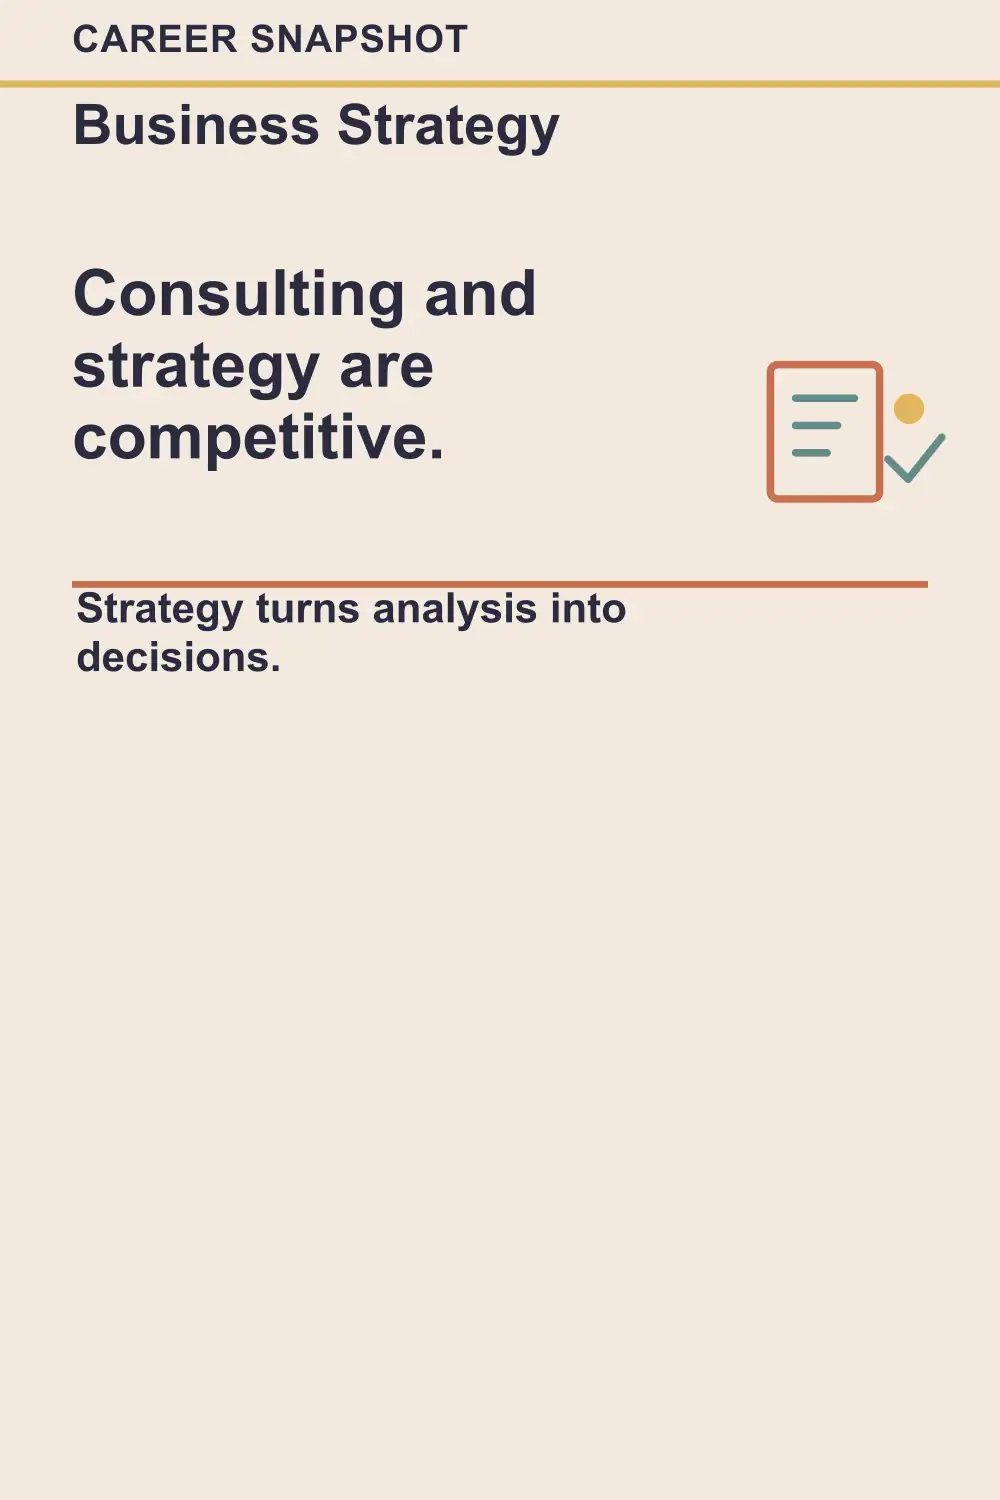 CAREER SNAPSHOT
Business Strategy
Consulting and
strategy are
competitive.
Strategy turns analysis into
decisions.